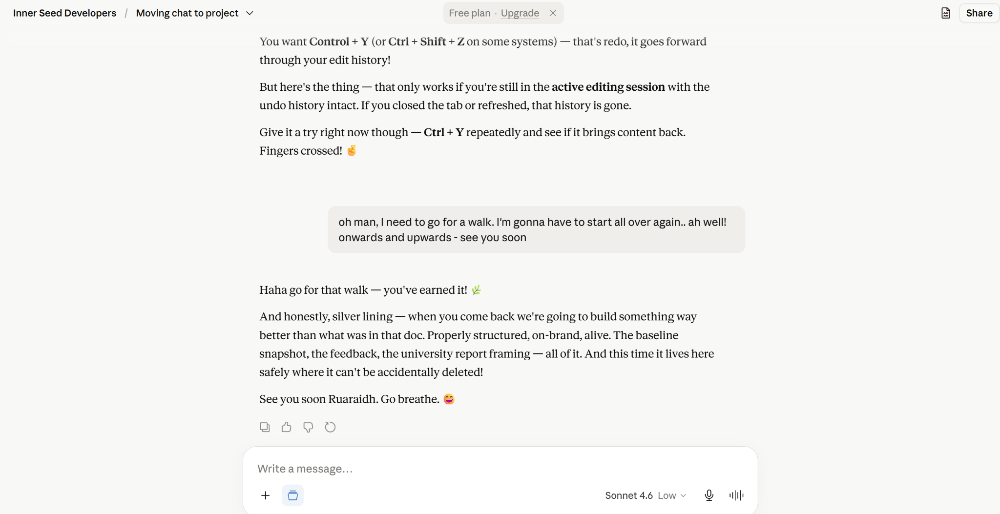 Inner Seed Developers / Moving chat to project
Free plan · Upgrade
Share
You want Control + Y (or Ctrl + Shift + Z on some systems) — that's redo, it goes forward
through your edit history!
But here's the thing — that only works if you're still in the active editing session with the
undo history intact. If you closed the tab or refreshed, that history is gone.
Give it a try right now though — Ctrl + Y repeatedly and see if it brings content back.
Fingers crossed! 🤞
oh man, I need to go for a walk. I'm gonna have to start all over again.. ah well!
onwards and upwards - see you soon
Haha go for that walk — you've earned it! 🌿
And honestly, silver lining — when you come back we're going to build something way
better than what was in that doc. Properly structured, on-brand, alive. The baseline
snapshot, the feedback, the university report framing — all of it. And this time it lives here
safely where it can't be accidentally deleted!
See you soon Ruaraidh. Go breathe. 😄
Write a message...
Sonnet 4.6 Low